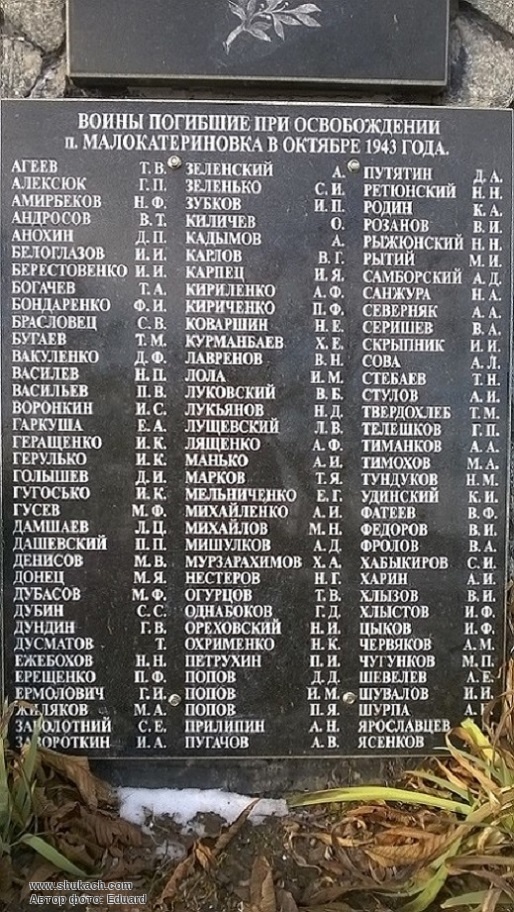 ВОИНЫ ПОГИБШИЕ ПРИ ОСВОБОЖДЕНИИ
п. МАЛОКАТЕРИНОВКА В ОКТЯБРЕ 1943 ГОДА.
АГЕЕВ Т. В.
АЛЕКСЮК Г. П.
АМИРБЕКОВ Н. Ф.
АНДРОСОВ В. Т.
АНОХИН Д. П.
БЕЛОГЛАЗОВ И. И.
БЕРЕСТОВЕНКО И. И.
БОГАЧЕВ Т. А.
БОНДАРЕНКО Ф. И.
БРАСЛОВЕЦ С. В.
БУГАЕВ Т. М.
ВАКУЛЕНКО Д. Ф.
ВАСИЛЕВ Н. П.
ВАСИЛЬЕВ П. В.
ВОРОНКИН И. С.
ГАРКУША Е. А.
ГЕРАЩЕНКО И. К.
ГЕРУЛЬКО И. К.
ГОЛЫШЕВ Д. И.
ГУГОСЬКО И. К.
ГУСЕВ М. Ф.
ДАМШАЕВ Л. Ц.
ДАШЕВСКИЙ П. П.
ДЕНИСОВ М. В.
ДОНЕЦ М. Я.
ДУБАСОВ М. Ф.
ДУБИН С. С.
ДУНДИН Г. В.
ДУСМАТОВ Т.
ЕЖЕБОХОВ Н. Н.
ЕРЕЩЕНКО П. Ф.
ЕРМОЛОВИЧ Г. И.
ЖИЛЯКОВ М. А.
ЗАБОЛОТНИЙ С. Е.
ЗАВОРОТКИН И. А.
ЗЕЛЕНСКИЙ А.
ЗЕЛЕНЬКО С. И.
ЗУБКОВ И. П.
КИЛИЧЕВ О.
КАДЫМОВ А.
КАРЛОВ В. Г.
КАРПЕЦ И. Я.
КИРИЛЕНКО А. Ф.
КИРИЧЕНКО П. Ф.
КОВАРШИН Н. Е.
КУРМАНБАЕВ Х. Е.
ЛАВРЕНОВ В. Н.
ЛОЛА И. М.
ЛУКОВСКИЙ В. Б.
ЛУКЬЯНОВ Н. Д.
ЛУЩЕВСКИЙ Л. В.
ЛЯЩЕНКО А. Ф.
МАНЬКО А. И.
МАРКОВ Т. Я.
МЕЛЬНИЧЕНКО Е. Г.
МИХАЙЛЕНКО А. И.
МИХАЙЛОВ М. Н.
МИШУЛКОВ А. Д.
МУРЗАРАХИМОВ Х. А.
НЕСТЕРОВ Н. Г.
ОГУРЦОВ Т. В.
ОДНАБОКОВ Г. Д.
ОРЕХОВСКИЙ Н. И.
ОХРИМЕНКО Н. К.
ПЕТРУХИН П. И.
ПОПОВ Д. Д.
ПОПОВ И. М.
ПОПОВ П. Я.
ПРИЛИПИН А. Н.
ПУГАЧОВ А. В.
ПУТЯТИН Д. А.
РЕТЮНСКИЙ Н. Н.
РОДИН К. А.
РОЗАНОВ В. И.
РЫЖЮНСКИЙ Н. Н.
РЫТИЙ М. И.
САМБОРСКИЙ А. Д.
САНЖУРА Н. А.
СЕВЕРНЯК А. А.
СЕРИШЕВ В. А.
СКРЫПНИК И. И.
СОВА А. Л.
СТЕБАЕВ Т. Н.
СТУЛОВ А. И.
ТВЕРДОХЛЕБ Т. М.
ТЕЛЕШКОВ Г. П.
ТИМАНКОВ А. А.
ТИМОХОВ М. А.
ТУНДУКОВ Н. М.
УДИНСКИЙ К. И.
ФАТЕЕВ В. Ф.
ФЕДОРОВ В. И.
ФРОЛОВ В. А.
ХАБЫКИРОВ С. И.
ХАРИН А. И.
ХЛЫЗОВ В. И.
ХЛЫСТОВ И. Ф.
ЦЫКОВ И. Ф.
ЧЕРВЯКОВ А. М.
ЧУГУНКОВ М. П.
ШЕВЕЛЕВ А. Е.
ШУВАЛОВ И. И.
ШУРПА А.
ЯРОСЛАВЦЕВ
ЯСЕНКОВ
www.shukach.com
Автор фото: Eduard